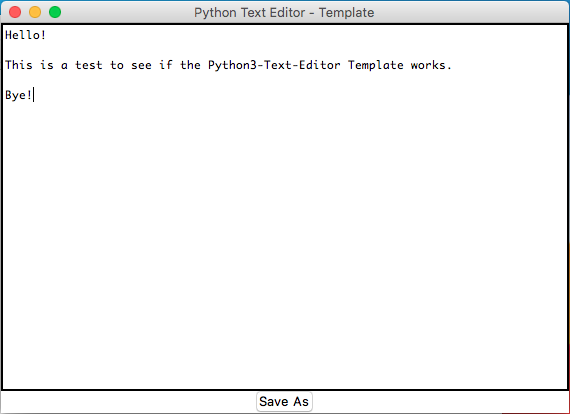 Python Text Editor - Template
Hello!
This is a test to see if the Python3-Text-Editor Template works.
Bye!
Save As